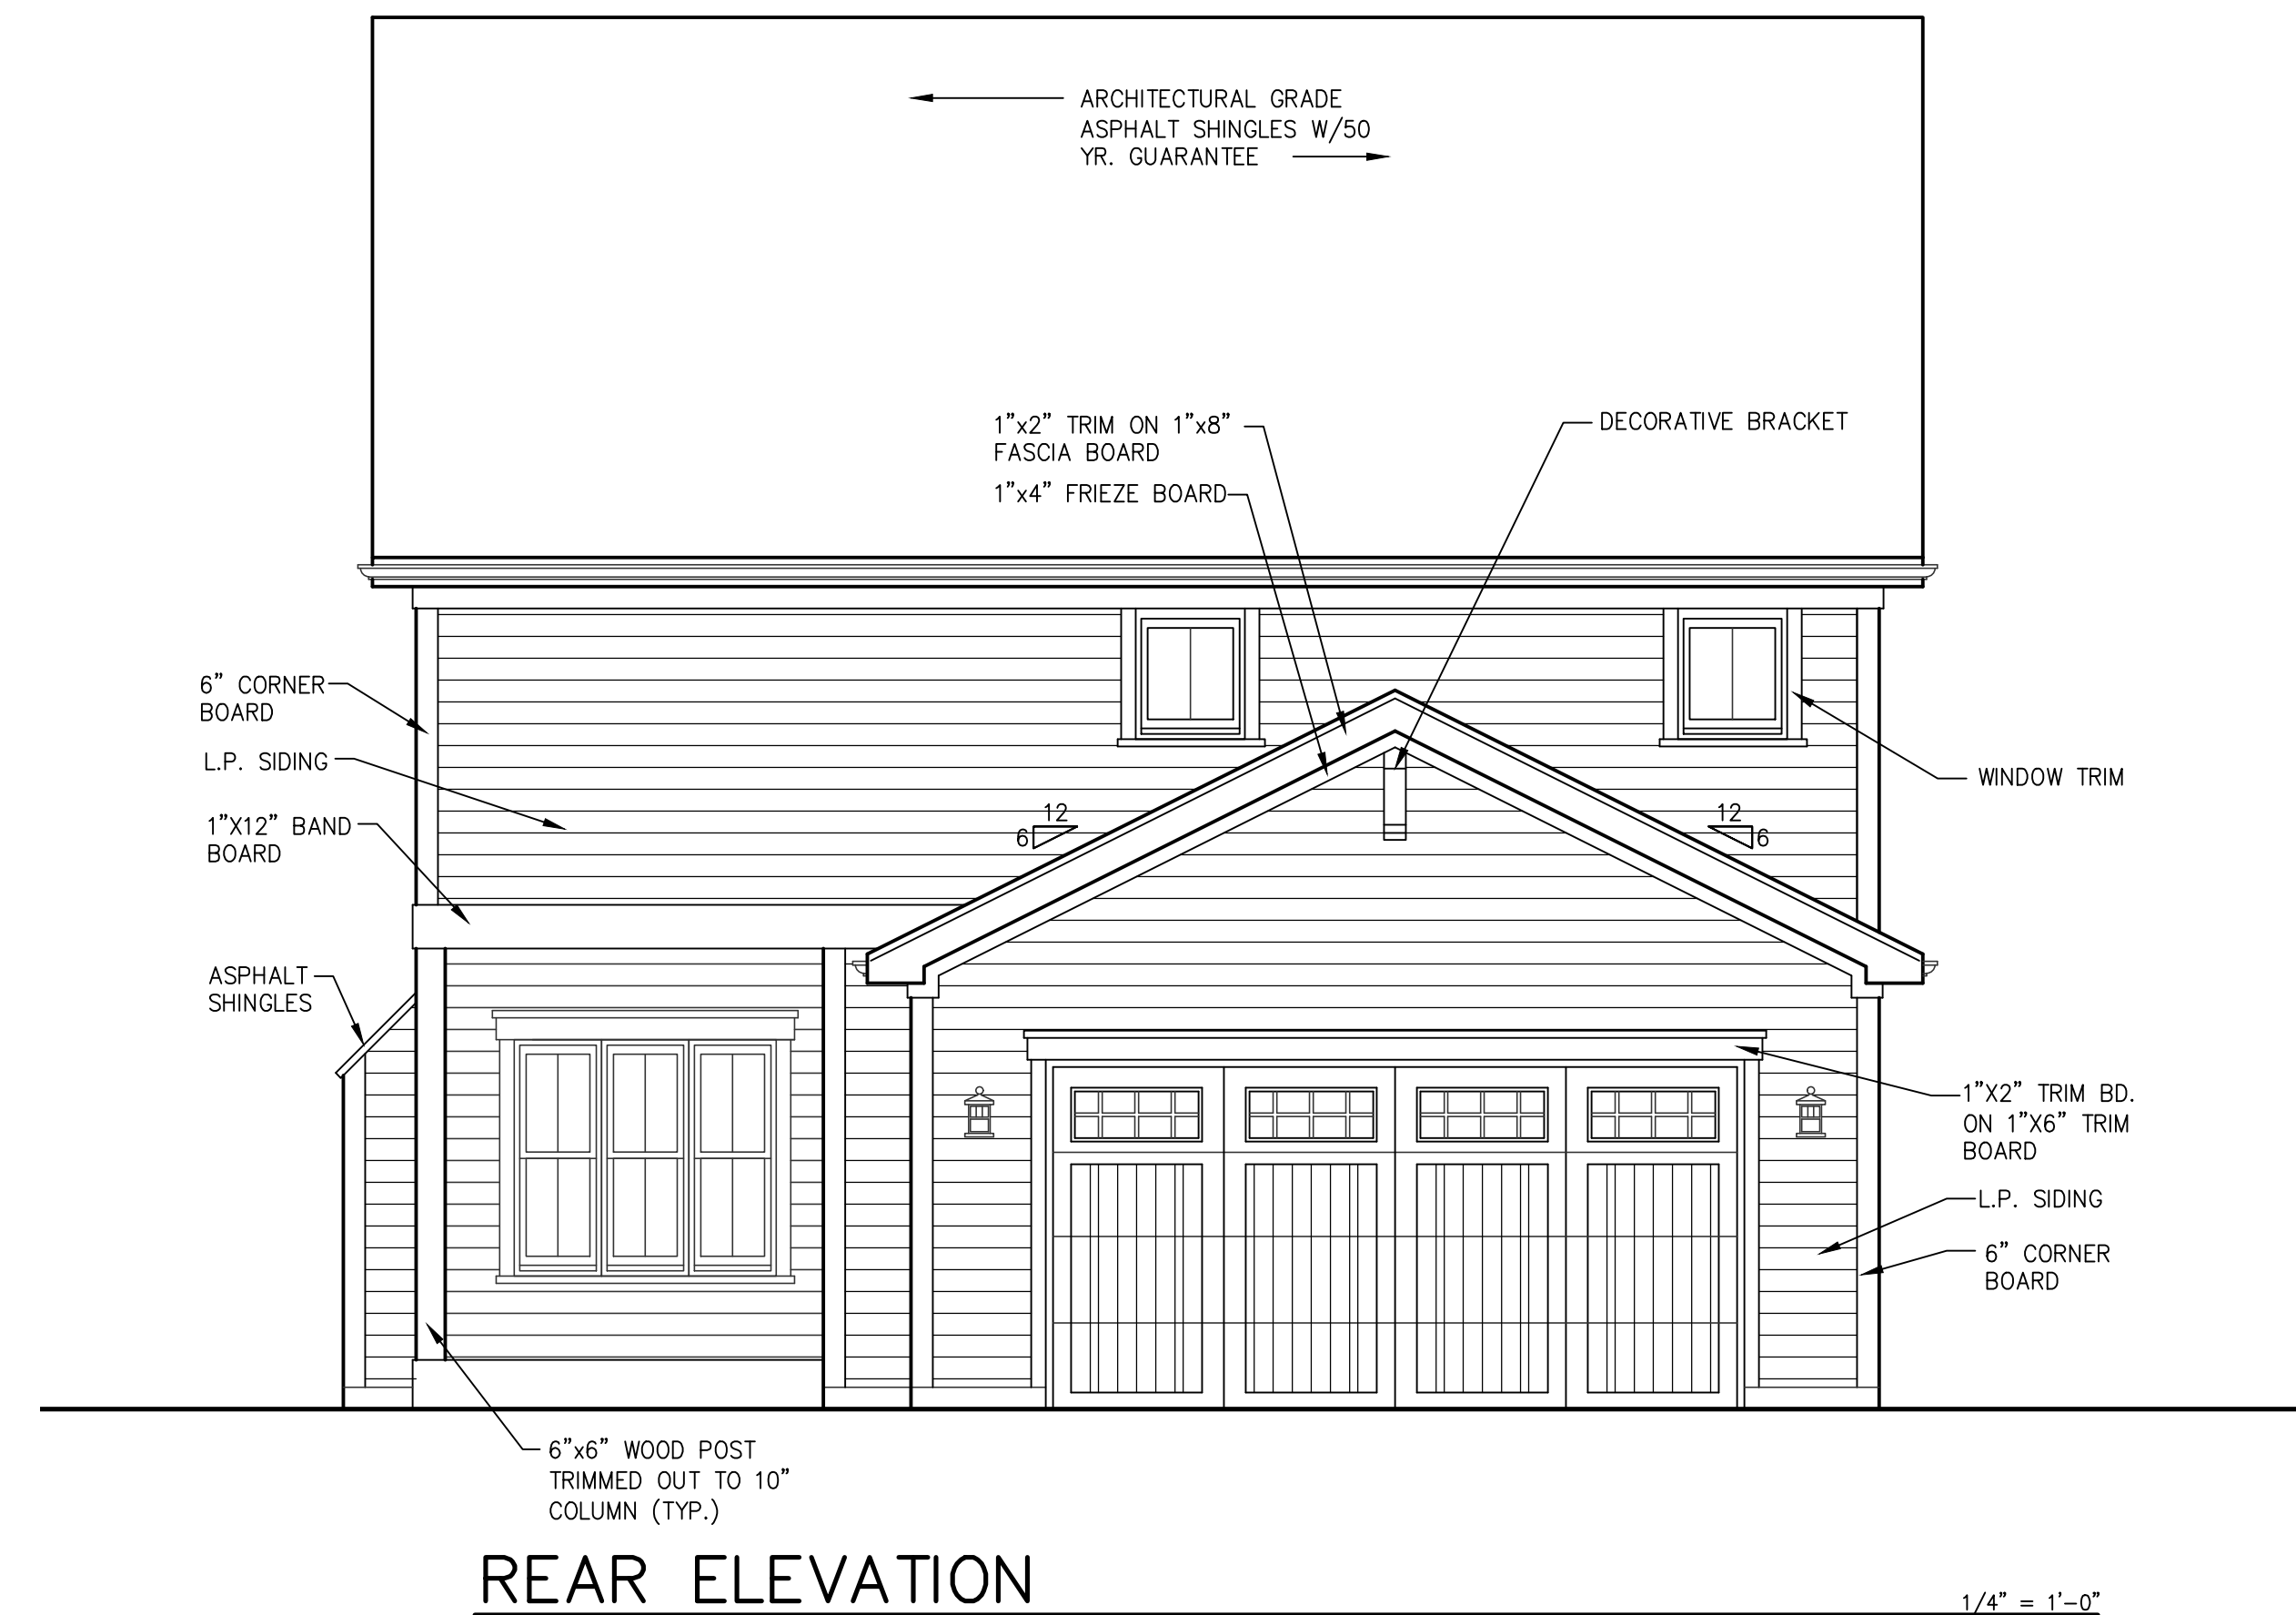 ARCHITECTURAL GRADE
ASPHALT SHINGLES W/50
YR. GUARANTEE
1"x2" TRIM ON 1"x8"
FASCIA BOARD
1"x4" FRIEZE BOARD
DECORATIVE BRACKET
6" CORNER
BOARD
L.P. SIDING
1"X12" BAND
BOARD
12
6
12
6
WINDOW TRIM
ASPHALT
SHINGLES
1"X2" TRIM BD.
ON 1"X6" TRIM
BOARD
L.P. SIDING
6" CORNER
BOARD
6"x6" WOOD POST
TRIMMED OUT TO 10"
COLUMN (TYP.)
REAR ELEVATION
1/4" = 1'-0"